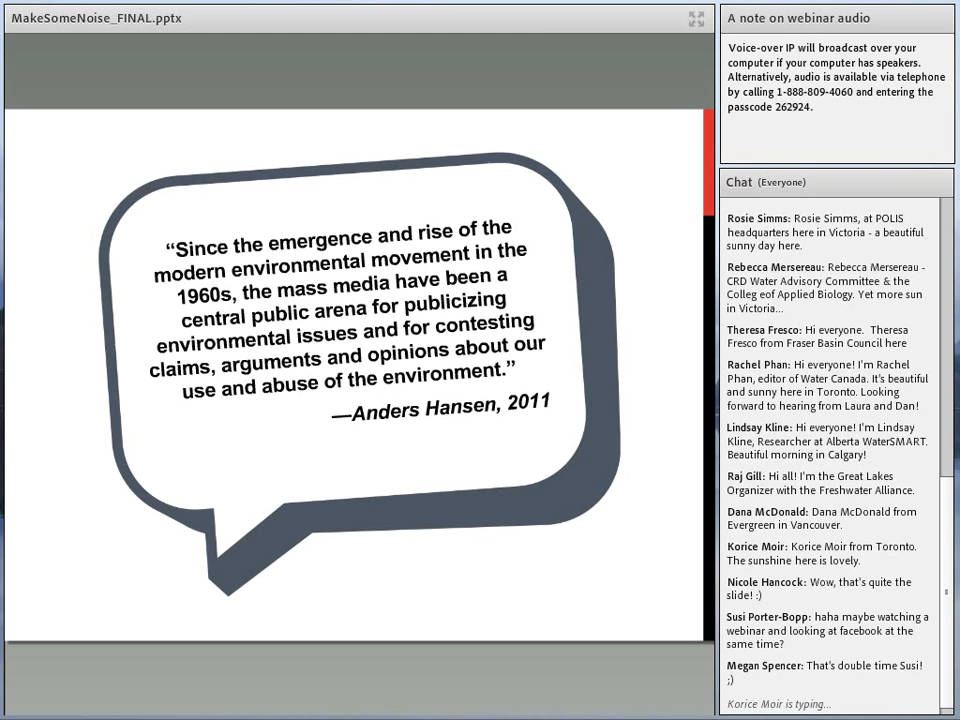 MakeSomeNoise_FINAL.pptx
“Since the emergence and rise of the
modern environmental movement in the
1960s, the mass media have been a
central public arena for publicizing
environmental issues and for contesting
claims, arguments and opinions about our
use and abuse of the environment.”
—Anders Hansen, 2011
A note on webinar audio
Voice-over IP will broadcast over your
computer if your computer has speakers.
Alternatively, audio is available via telephone
by calling 1-888-809-4060 and entering the
passcode 262924.
Chat (Everyone)
Rosie Simms: Rosie Simms, at POLIS
headquarters here in Victoria - a beautiful
sunny day here.
Rebecca Mersereau: Rebecca Mersereau -
CRD Water Advisory Committee & the
Colleg eof Applied Biology. Yet more sun
in Victoria...
Theresa Fresco: Hi everyone. Theresa
Fresco from Fraser Basin Council here
Rachel Phan: Hi everyone! I'm Rachel
Phan, editor of Water Canada. It's beautiful
and sunny here in Toronto. Looking
forward to hearing from Laura and Dan!
Lindsay Kline: Hi everyone! I'm Lindsay
Kline, Researcher at Alberta WaterSMART.
Beautiful morning in Calgary!
Raj Gill: Hi all! I'm the Great Lakes
Organizer with the Freshwater Alliance.
Dana McDonald: Dana McDonald from
Evergreen in Vancouver.
Korice Moir: Korice Moir from Toronto.
The sunshine here is lovely.
Nicole Hancock: Wow, that's quite the
slide! :)
Susi Porter-Bopp: haha maybe watching a
webinar and looking at facebook at the
same time?
Megan Spencer: That's double time Susi!
;)
Korice Moir is typing...